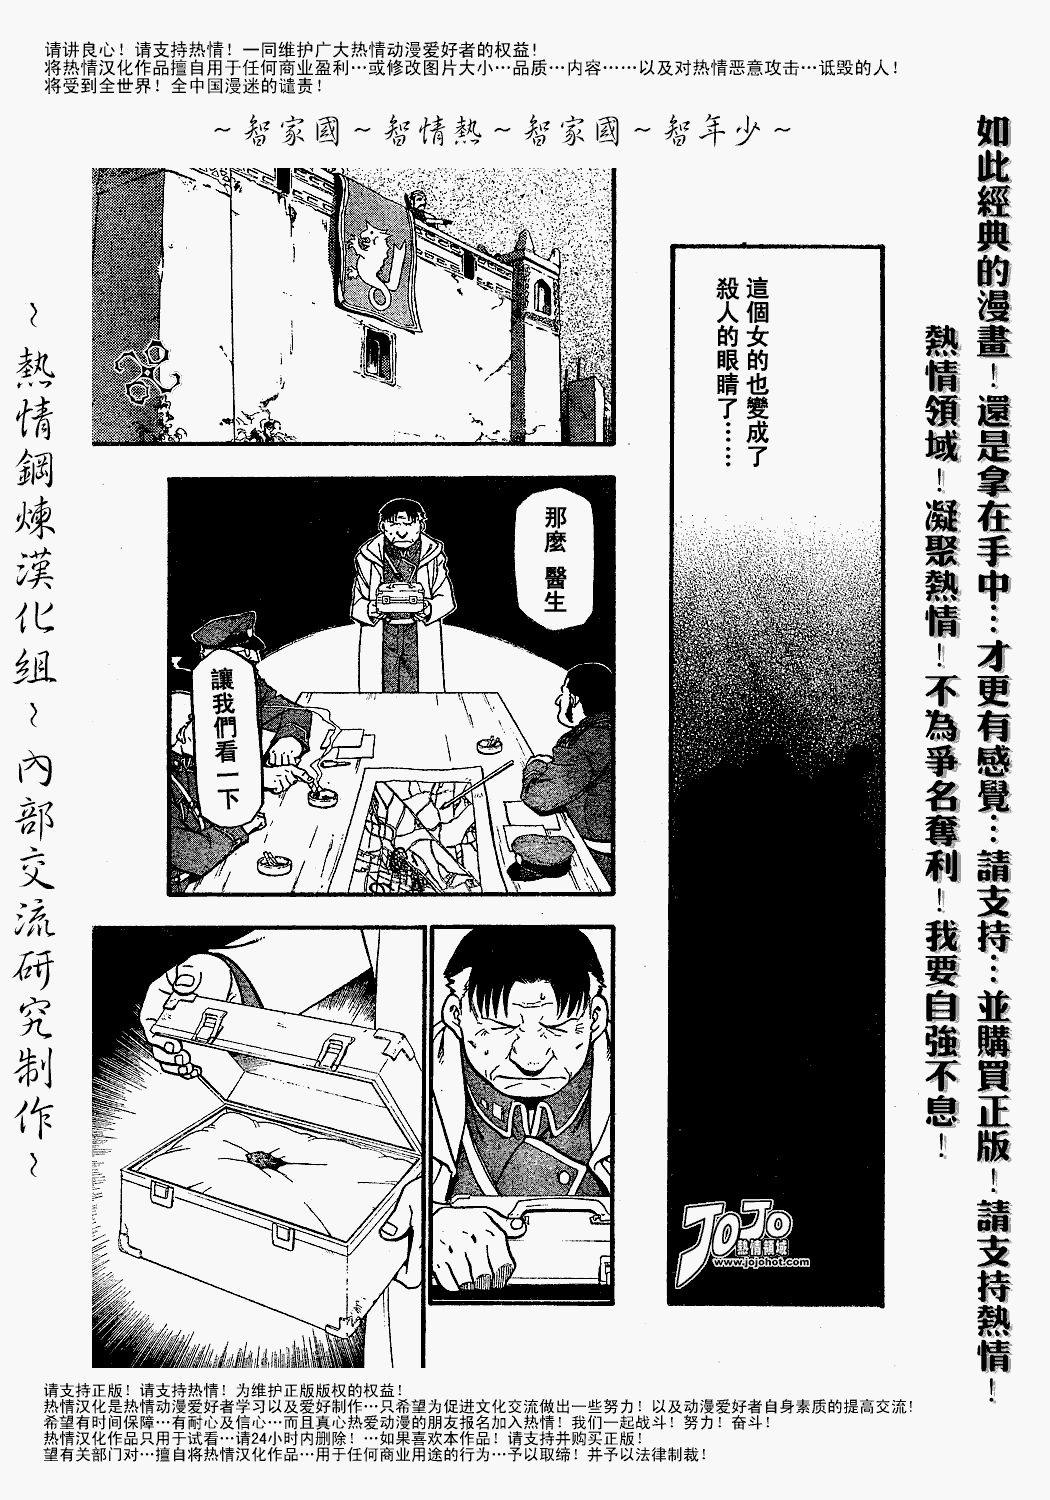 请讲良心！请支持热情！一同维护广大热情动漫爱好者的权益！
将热情汉化作品擅自用于任何商业盈利…或修改图片大小…品质…内容……以及对热情恶意攻击…诋毁的人！
将受到全世界！全中国漫迷的谴责！
～智家國～智情熱～智家國～智年少～
如此經典的漫畫！還是拿在手中…才更有感覺…請支持…並購買正版！請支持熱情！
熱情領域！凝聚熱情！不為爭名奪利！我要自強不息！
這個女的也變成了
殺人的眼睛了……
那麼 醫生
讓我們看一下
～熱情鋼煉漢化組～內部交流研究制作～
JOJO
熱情領域
www.jojohot.com
请支持正版！请支持热情！为维护正版版权的权益！
热情汉化是热情动漫爱好者学习以及爱好制作…只希望为促进文化交流做出一些努力！以及动漫爱好者自身素质的提高交流！
希望有时间保障…有耐心及信心…而且真心热爱动漫的朋友报名加入热情！我们一起战斗！努力！奋斗！
热情汉化作品只用于试看…请24小时内删除！…如果喜欢本作品！请支持并购买正版！
望有关部门对…擅自将热情汉化作品…用于任何商业用途的行为…予以取缔！并予以法律制裁！